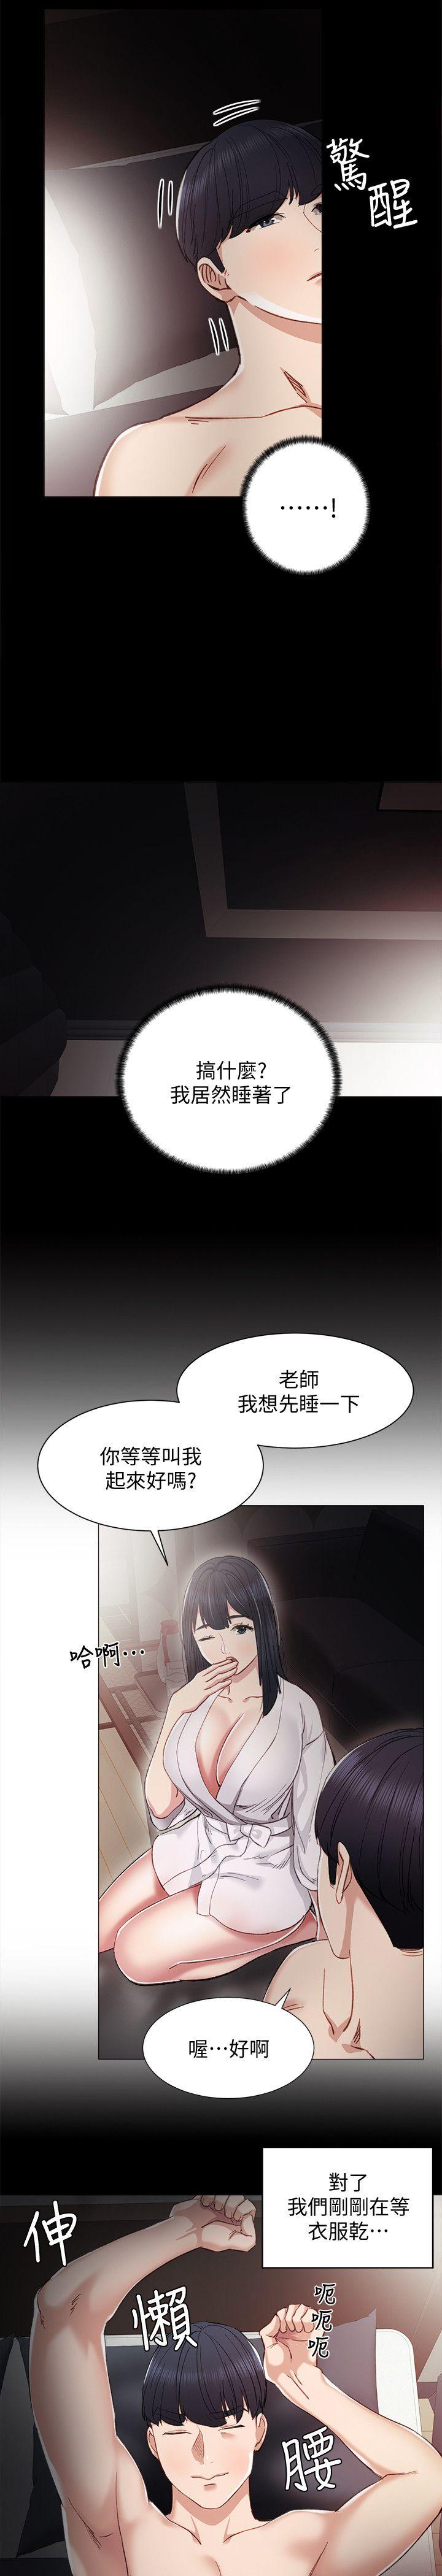 驚醒
……!
搞什麼?
我居然睡著了
老師
我想先睡一下
你等等叫我
起來好嗎?
哈啊…
喔…好啊
對了
我們剛剛在等
衣服乾…
伸
懶
腰
呃
呃
呃